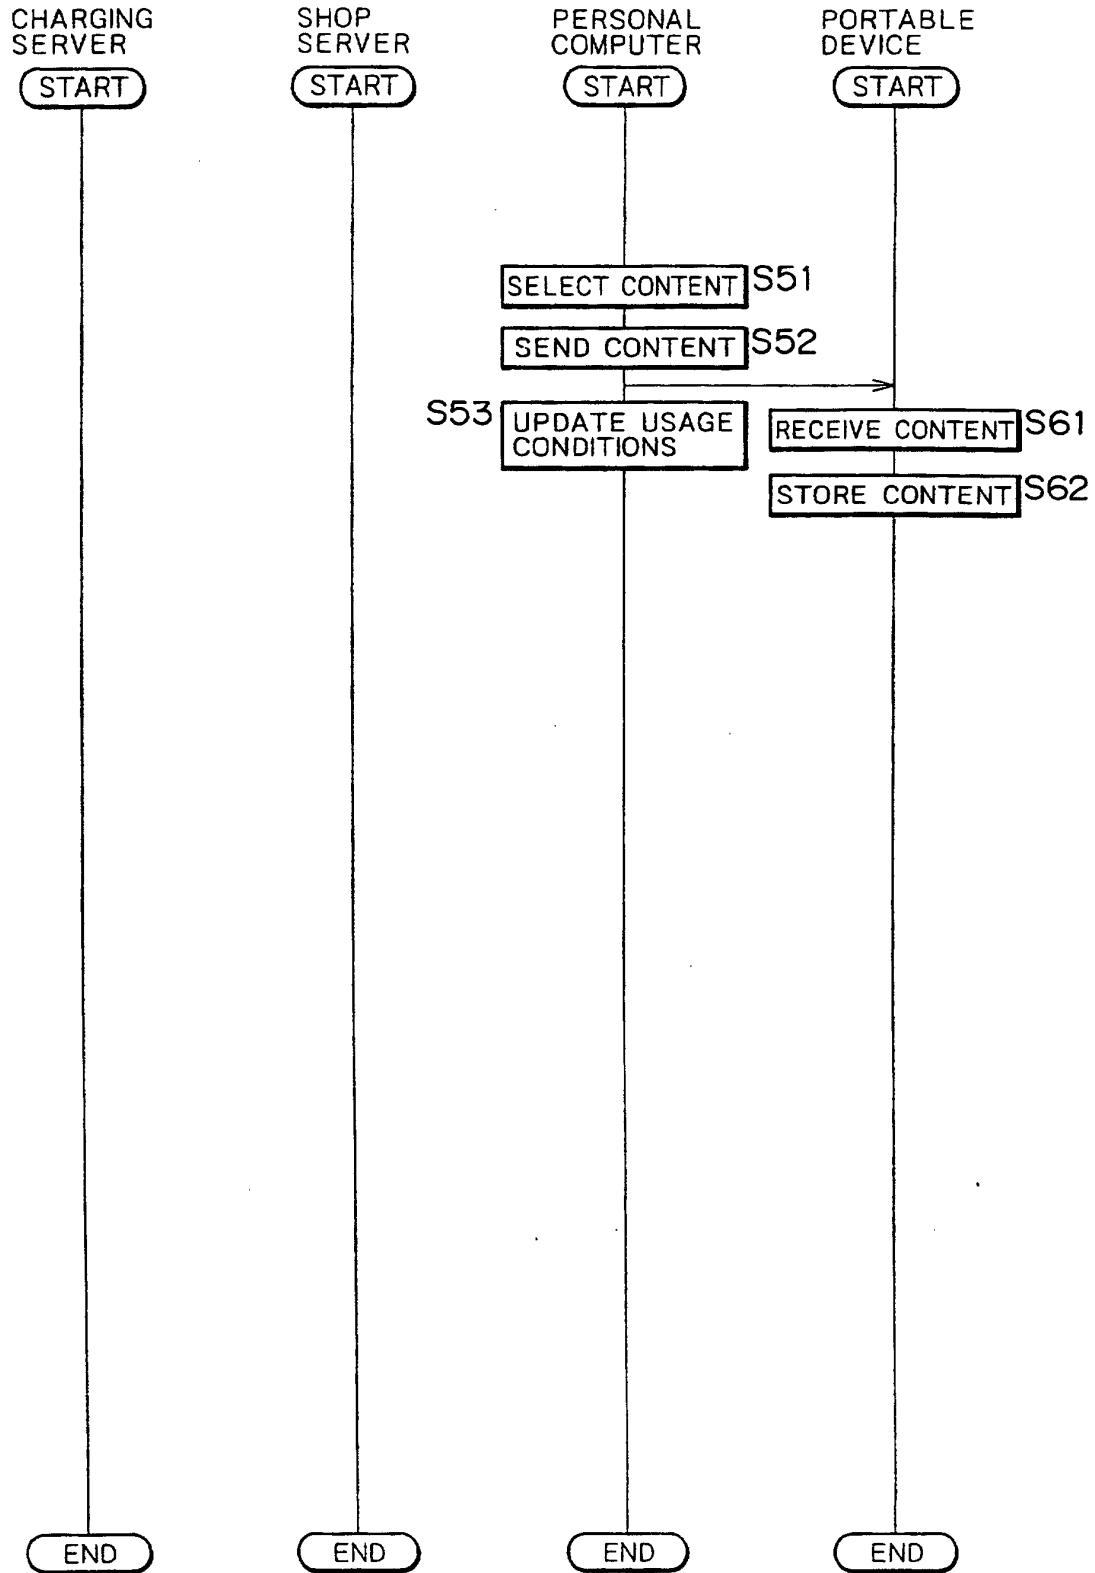 CHARGING
SERVER
SHOP
SERVER
PERSONAL
COMPUTER
PORTABLE
DEVICE
START
START
START
START
SELECT CONTENT S51
SEND CONTENT S52
S53 UPDATE USAGE
CONDITIONS
RECEIVE CONTENT S61
STORE CONTENT S62
END
END
END
END